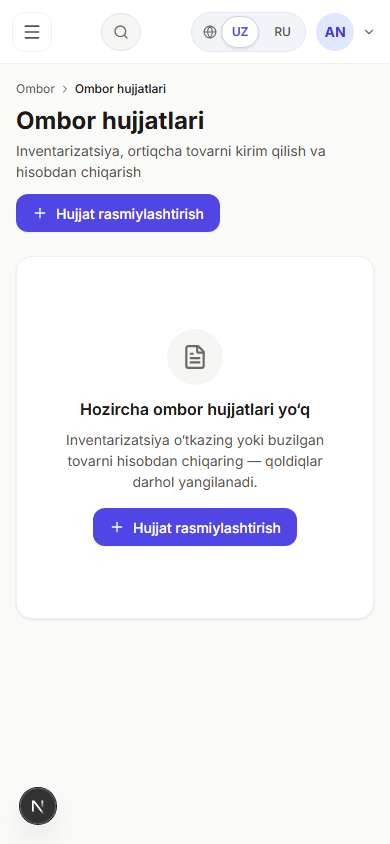 UZ RU AN
Ombor > Ombor hujjatlari
Ombor hujjatlari
Inventarizatsiya, ortiqcha tovarni kirim qilish va
hisobdan chiqarish
+ Hujjat rasmiylashtirish
Hozircha ombor hujjatlari yo‘q
Inventarizatsiya o‘tkazing yoki buzilgan
tovarni hisobdan chiqaring — qoldiqlar
darhol yangilanadi.
+ Hujjat rasmiylashtirish
N